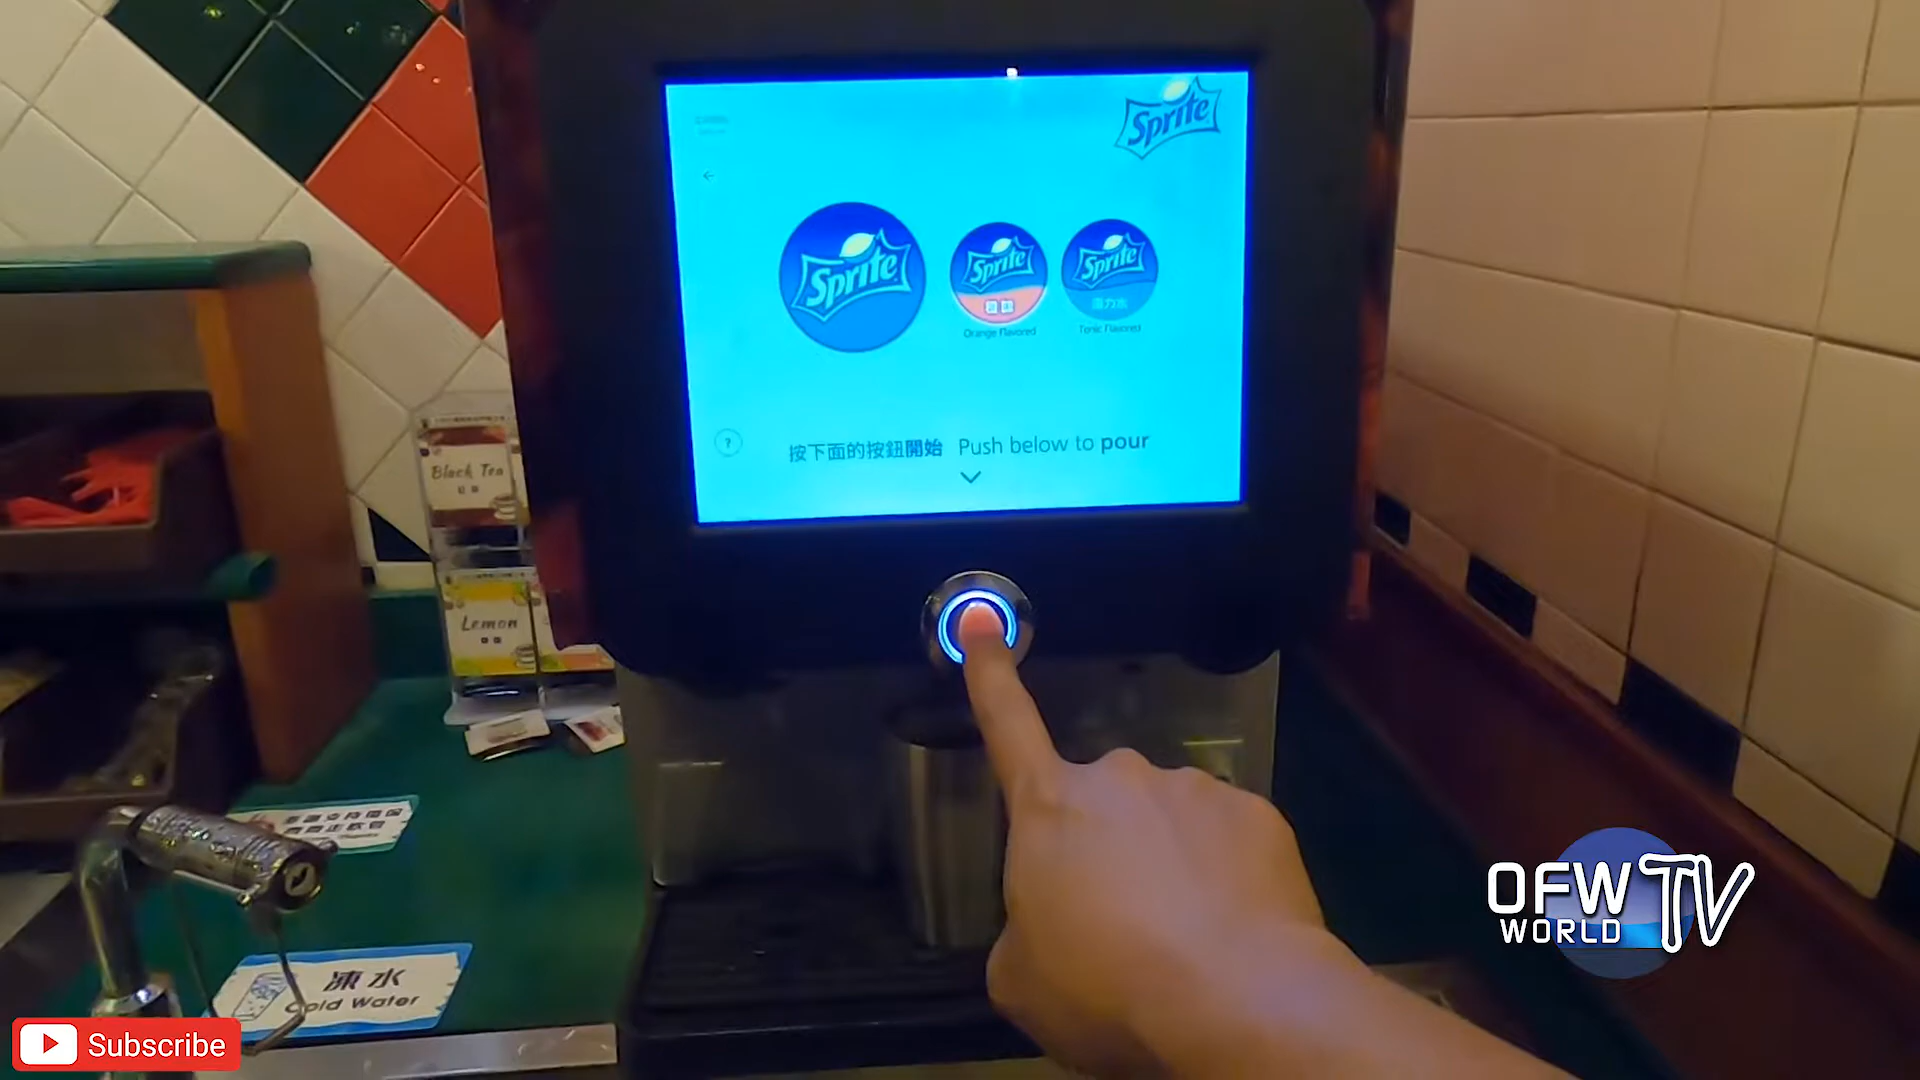 Sprite
Sprite
Sprite
Sprite
Orange Flavored
Tonic Flavored
?
按下面的按鈕開始 Push below to pour
Black Tea
Lemon
凍水
Cold Water
OFW TV
WORLD
Subscribe